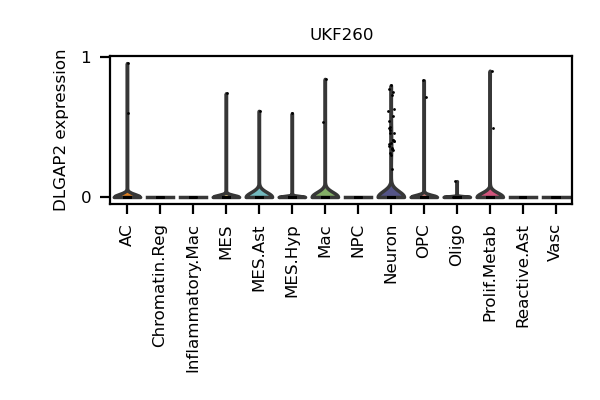 UKF260
DLGAP2 expression
1
0
AC
Chromatin.Reg
Inflammatory.Mac
MES
MES.Ast
MES.Hyp
Mac
NPC
Neuron
OPC
Oligo
Prolif.Metab
Reactive.Ast
Vasc